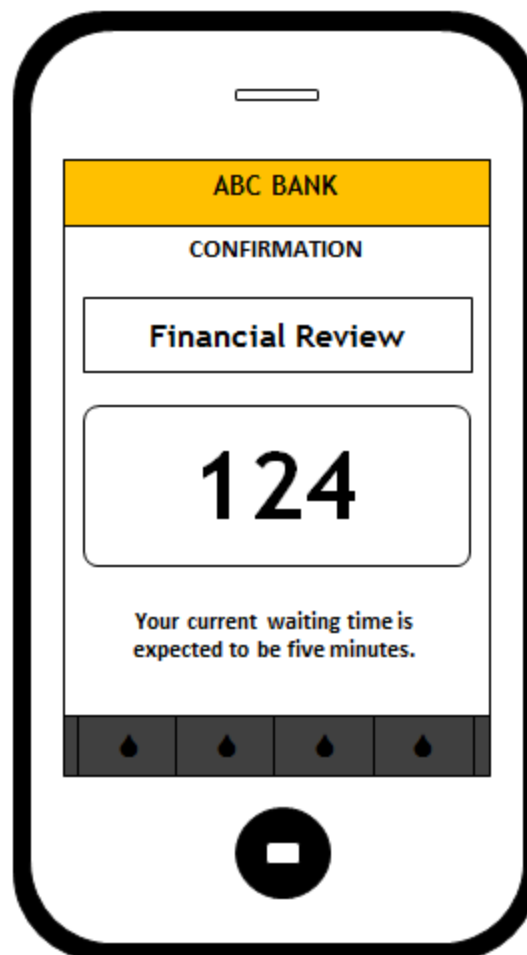 ABC BANK
CONFIRMATION
Financial Review
124
Your current waiting time is
expected to be five minutes.